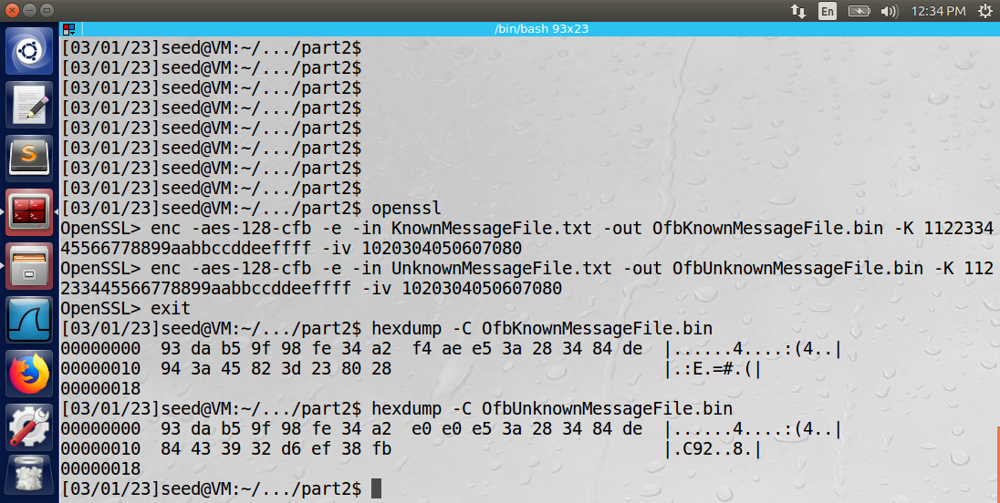 En 12:34 PM
/bin/bash 93x23
[03/01/23]seed@VM:~/.../part2$
[03/01/23]seed@VM:~/.../part2$
[03/01/23]seed@VM:~/.../part2$
[03/01/23]seed@VM:~/.../part2$
[03/01/23]seed@VM:~/.../part2$
[03/01/23]seed@VM:~/.../part2$
[03/01/23]seed@VM:~/.../part2$
[03/01/23]seed@VM:~/.../part2$
[03/01/23]seed@VM:~/.../part2$ openssl
OpenSSL> enc -aes-128-cfb -e -in KnownMessageFile.txt -out OfbKnownMessageFile.bin -K 1122334
45566778899aabbccddeeffff -iv 1020304050607080
OpenSSL> enc -aes-128-cfb -e -in UnknownMessageFile.txt -out OfbUnknownMessageFile.bin -K 112
233445566778899aabbccddeeffff -iv 1020304050607080
OpenSSL> exit
[03/01/23]seed@VM:~/.../part2$ hexdump -C OfbKnownMessageFile.bin
00000000  93 da b5 9f 98 fe 34 a2  f4 ae e5 3a 28 34 84 de  |......4....:(4..|
00000010  94 3a 45 82 3d 23 80 28                           |.:E.=#.(|
00000018
[03/01/23]seed@VM:~/.../part2$ hexdump -C OfbUnknownMessageFile.bin
00000000  93 da b5 9f 98 fe 34 a2  e0 e0 e5 3a 28 34 84 de  |......4....:(4..|
00000010  84 43 39 32 d6 ef 38 fb                           |.C92..8.|
00000018
[03/01/23]seed@VM:~/.../part2$